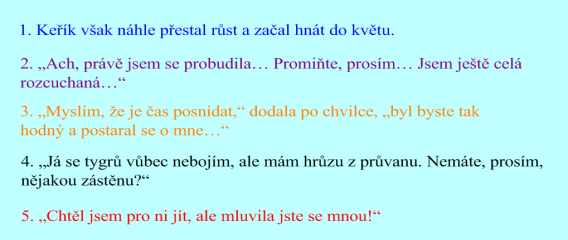 1. Keřík však náhle přestal růst a začal hnát do květu.
2. „Ach, právě jsem se probudila… Promiňte, prosím… Jsem ještě celá
rozcuchaná…“
3. „Myslím, že je čas posnídat,“ dodala po chvilce, „byl byste tak
hodný a postaral se o mne…“
4. „Já se tygrů vůbec nebojím, ale mám hrůzu z průvanu. Nemáte, prosím,
nějakou zástěnu?“
5. „Chtěl jsem pro ni jít, ale mluvila jste se mnou!“